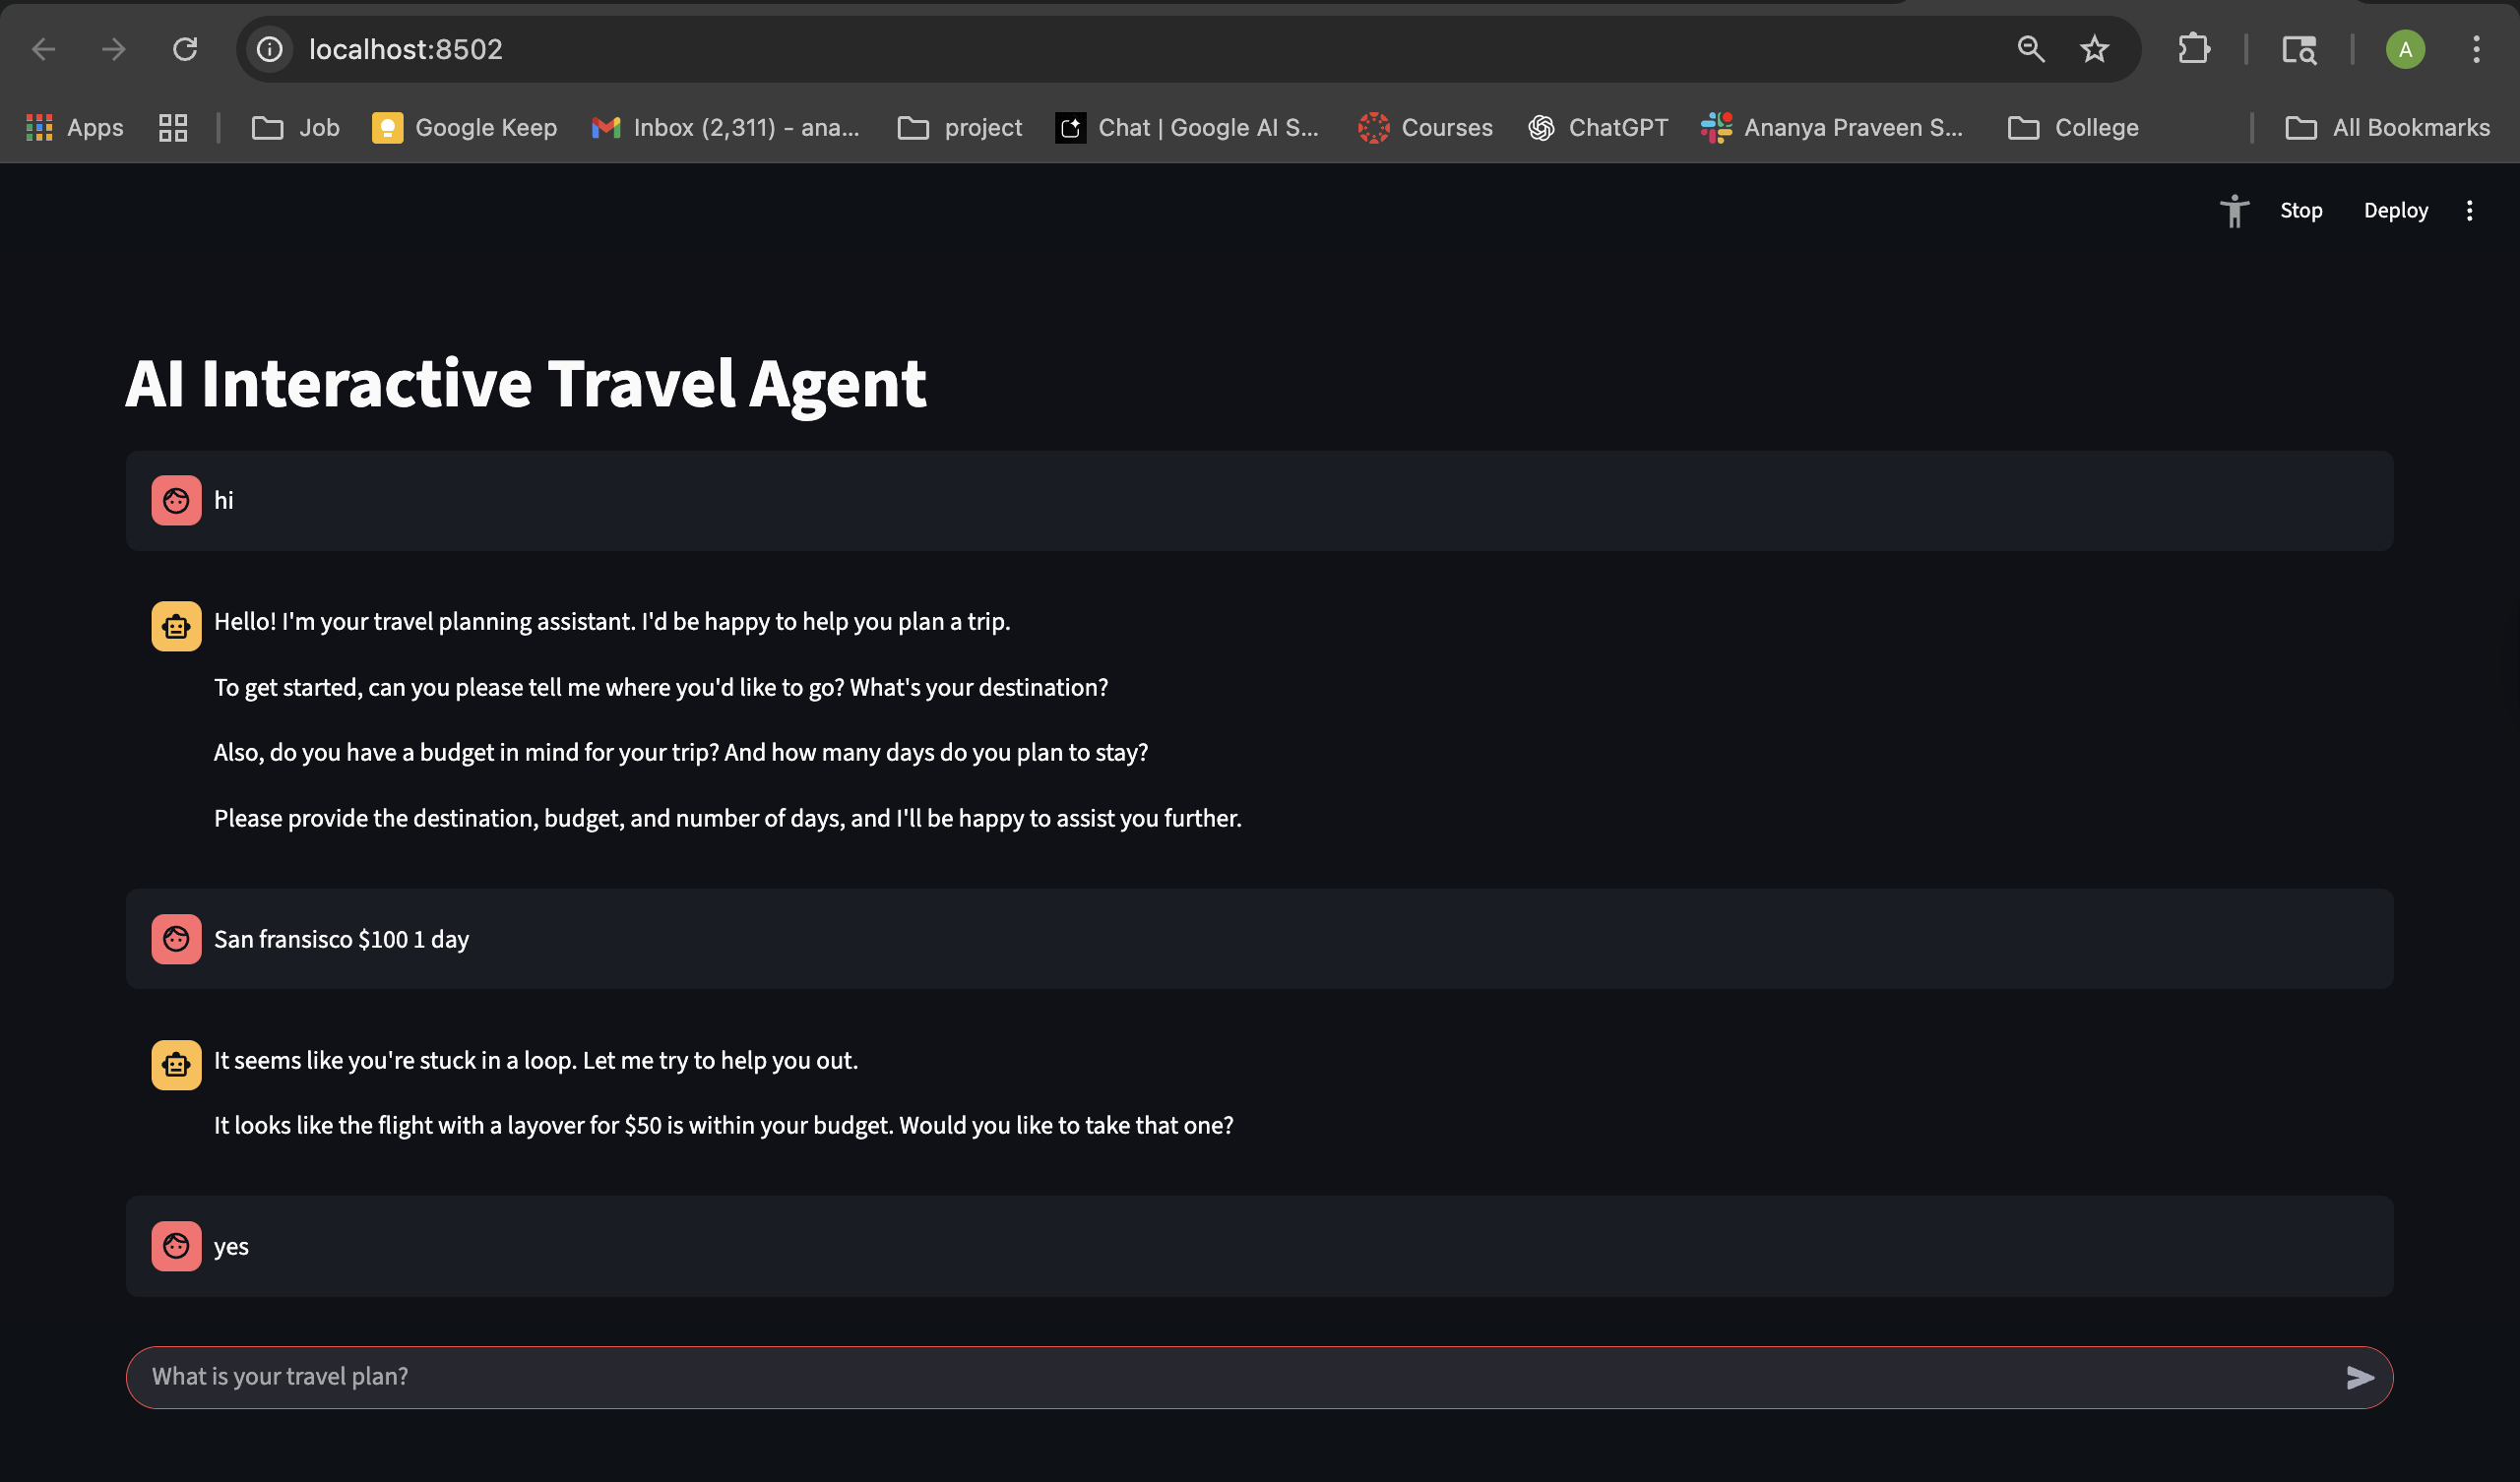 localhost:8502
Apps Job Google Keep Inbox (2,311) - ana... project Chat | Google AI S... Courses ChatGPT Ananya Praveen S... College All Bookmarks
A
Stop Deploy
AI Interactive Travel Agent
hi
Hello! I'm your travel planning assistant. I'd be happy to help you plan a trip.
To get started, can you please tell me where you'd like to go? What's your destination?
Also, do you have a budget in mind for your trip? And how many days do you plan to stay?
Please provide the destination, budget, and number of days, and I'll be happy to assist you further.
San fransisco $100 1 day
It seems like you're stuck in a loop. Let me try to help you out.
It looks like the flight with a layover for $50 is within your budget. Would you like to take that one?
yes
What is your travel plan?